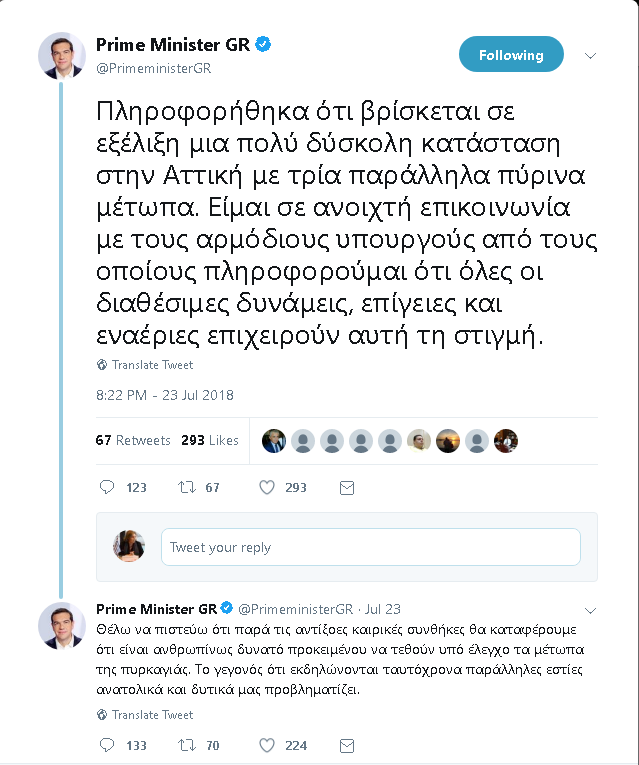 Prime Minister GR
@PrimeministerGR
Following
Πληροφορήθηκα ότι βρίσκεται σε
εξέλιξη μια πολύ δύσκολη κατάσταση
στην Αττική με τρία παράλληλα πύρινα
μέτωπα. Είμαι σε ανοιχτή επικοινωνία
με τους αρμόδιους υπουργούς από τους
οποίους πληροφορούμαι ότι όλες οι
διαθέσιμες δυνάμεις, επίγειες και
εναέριες επιχειρούν αυτή τη στιγμή.
Translate Tweet
8:22 PM - 23 Jul 2018
67 Retweets 293 Likes
123 67 293
Tweet your reply
Prime Minister GR @PrimeministerGR · Jul 23
Θέλω να πιστεύω ότι παρά τις αντίξοες καιρικές συνθήκες θα καταφέρουμε
ότι είναι ανθρωπίνως δυνατό προκειμένου να τεθούν υπό έλεγχο τα μέτωπα
της πυρκαγιάς. Το γεγονός ότι εκδηλώνονται ταυτόχρονα παράλληλες εστίες
ανατολικά και δυτικά μας προβληματίζει.
Translate Tweet
133 70 224